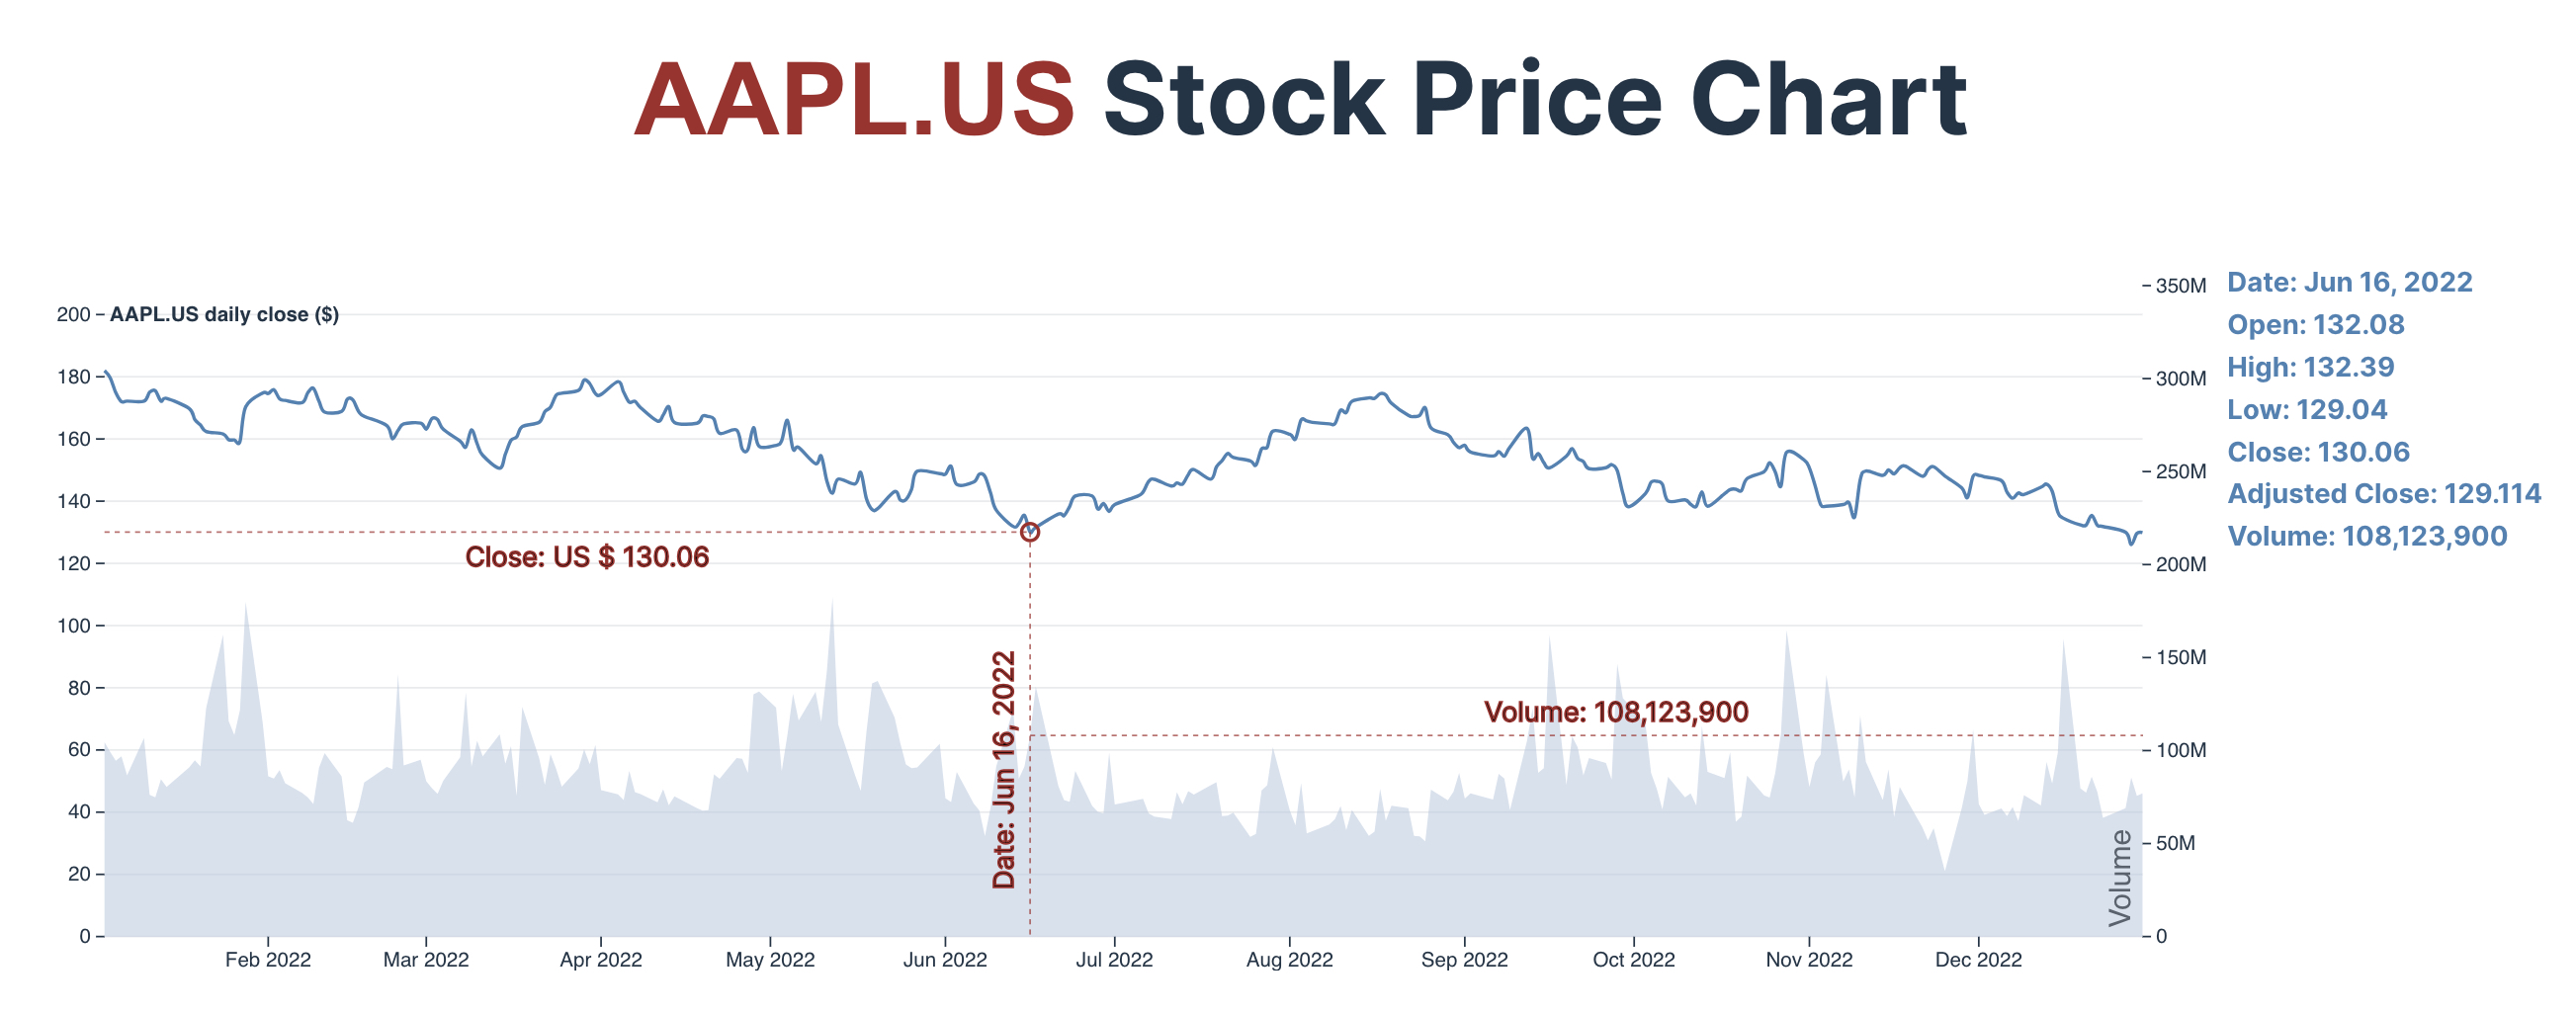 AAPL.US Stock Price Chart
AAPL.US daily close ($)
200
180
160
140
120
100
80
60
40
20
0
Close: US $ 130.06
Date: Jun 16, 2022
Volume: 108,123,900
Volume
350M
300M
250M
200M
150M
100M
50M
0
Feb 2022
Mar 2022
Apr 2022
May 2022
Jun 2022
Jul 2022
Aug 2022
Sep 2022
Oct 2022
Nov 2022
Dec 2022
Date: Jun 16, 2022
Open: 132.08
High: 132.39
Low: 129.04
Close: 130.06
Adjusted Close: 129.114
Volume: 108,123,900